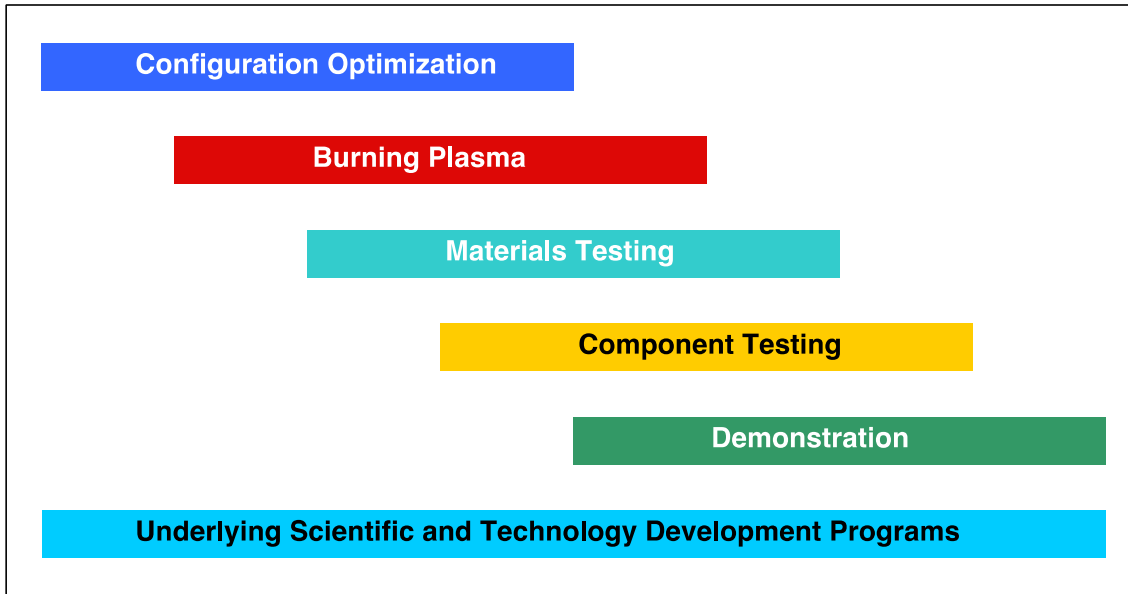 Configuration Optimization
Burning Plasma
Materials Testing
Component Testing
Demonstration
Underlying Scientific and Technology Development Programs